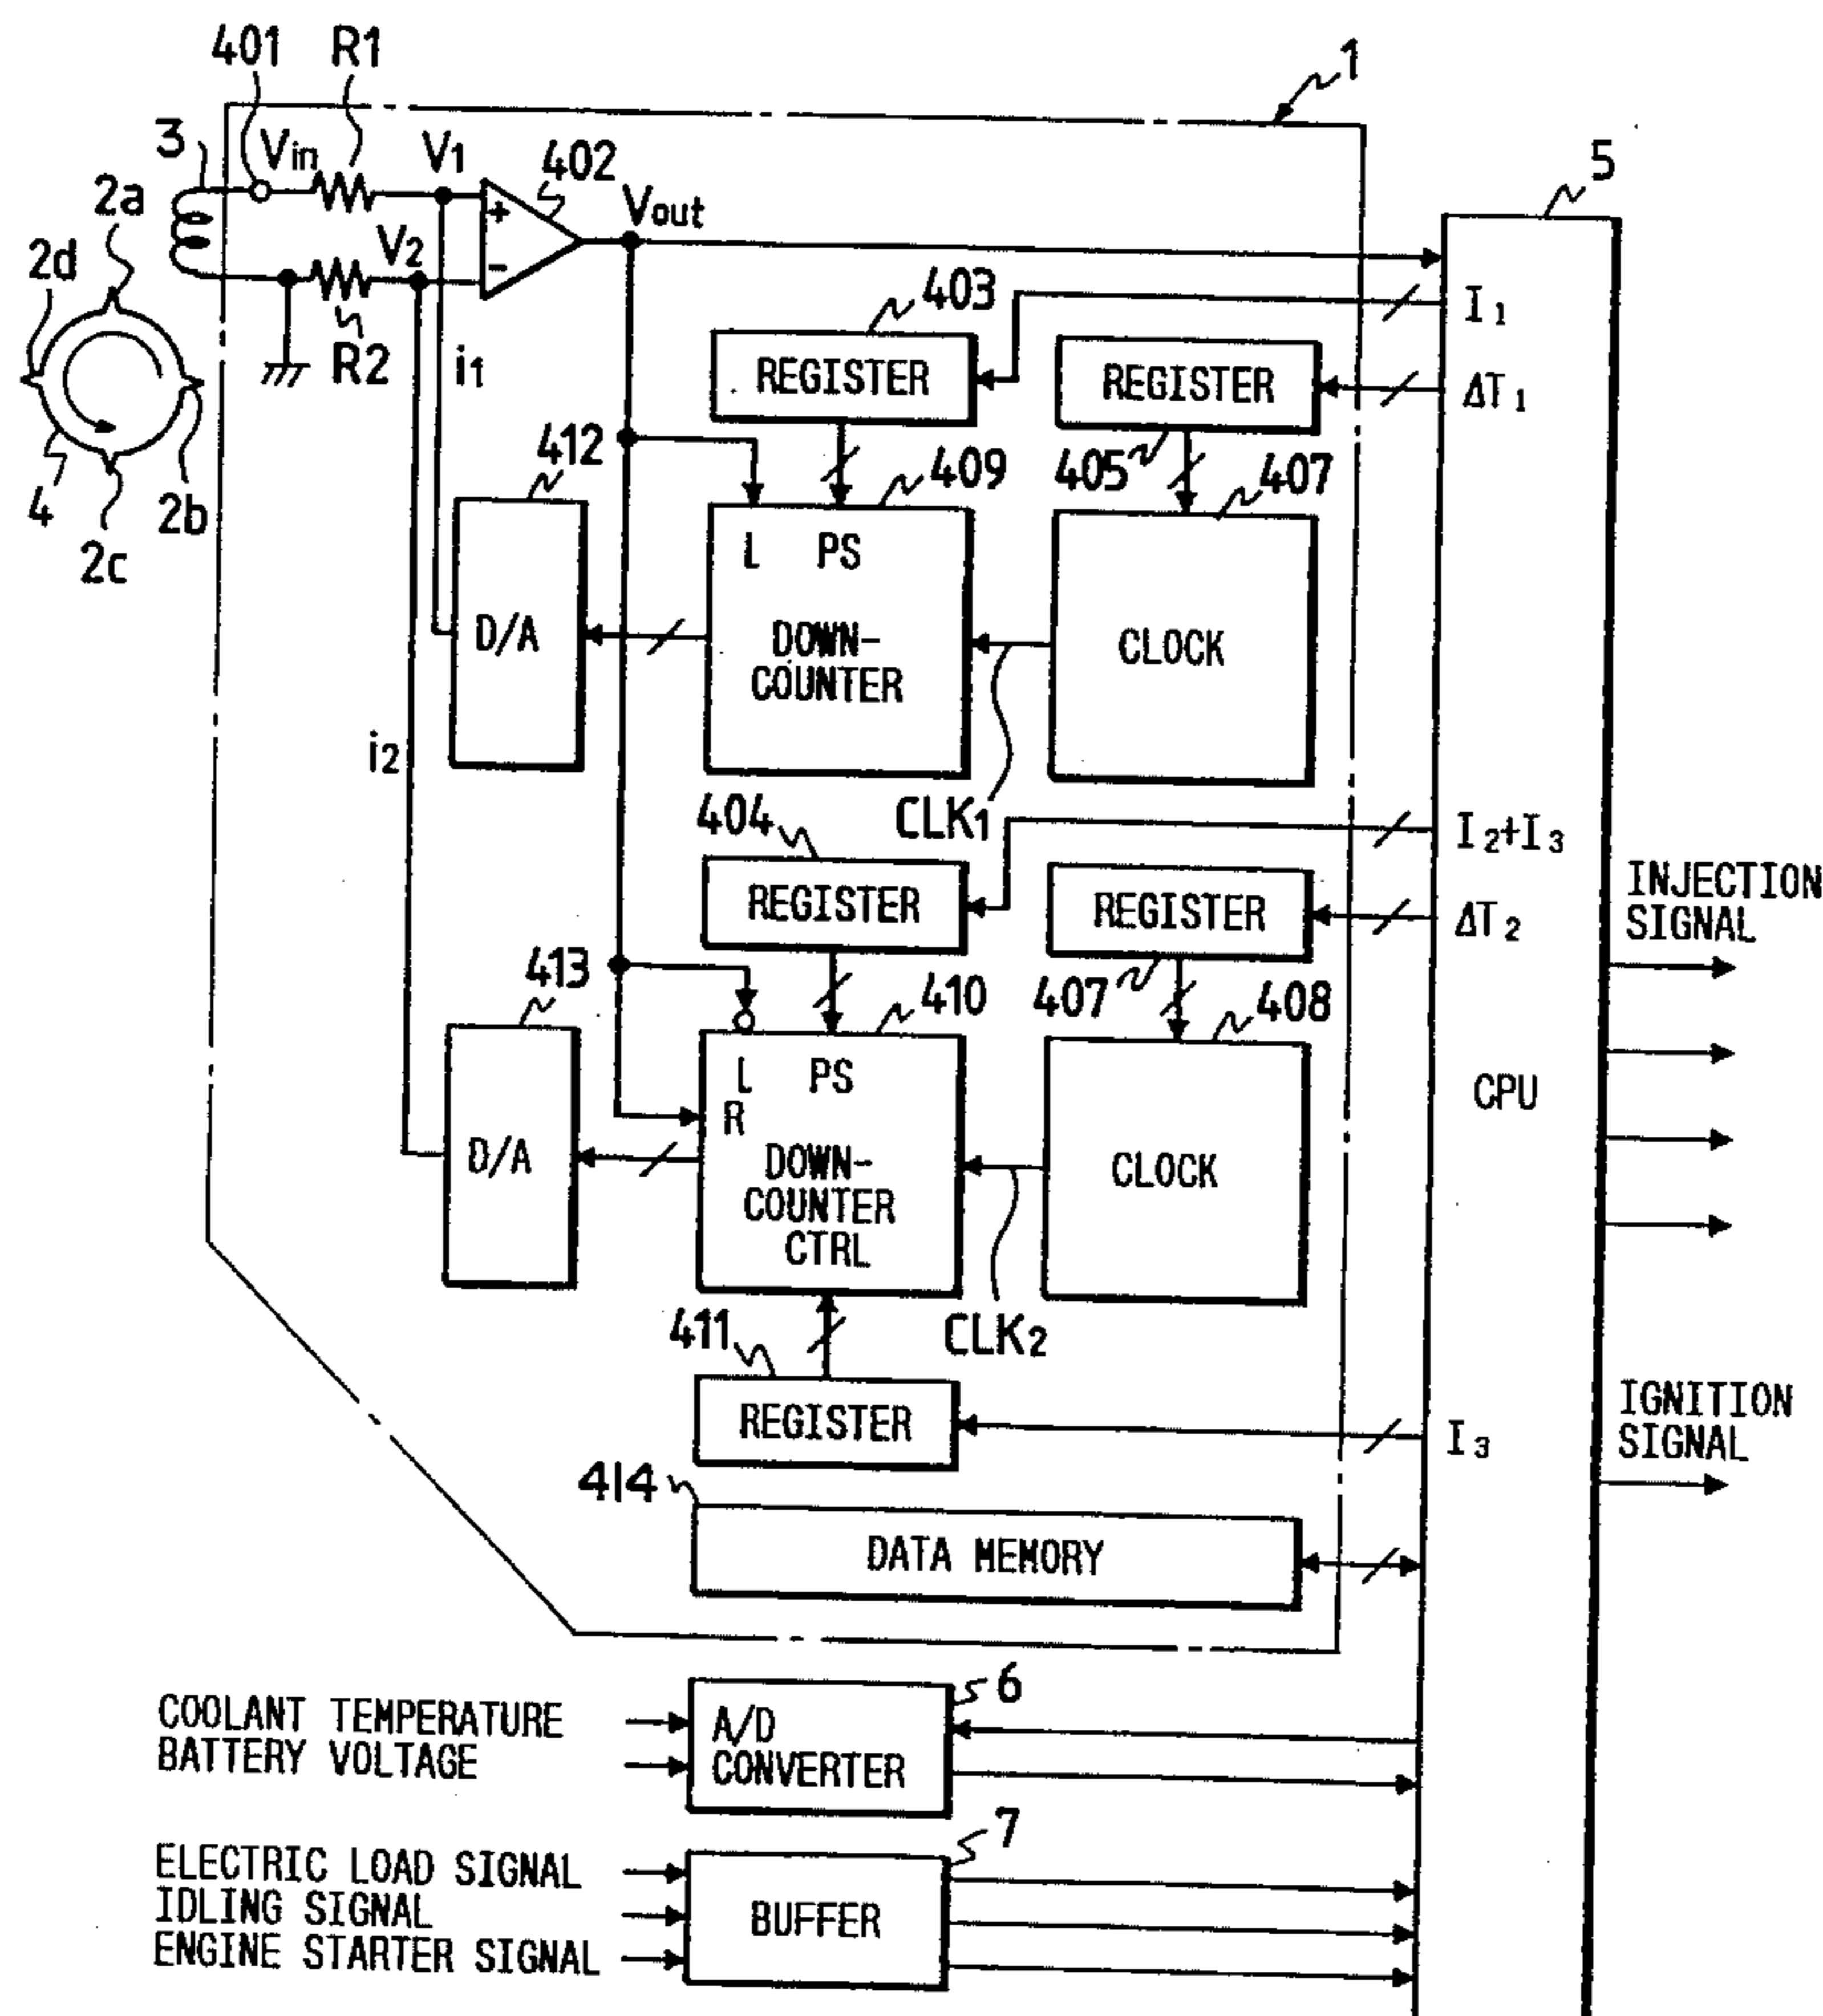 401 R1
1
3 Vin V1 402
5
2a Vout
2d V2
403
I1
R2 i1
REGISTER REGISTER ΔT1
412
409 405 407
4 2b
2c
L PS
D/A DOWN-
COUNTER
CLOCK
i2
404 CLK1
I2+I3
REGISTER REGISTER ΔT2
INJECTION
SIGNAL
413
410 407 408
L PS
R
CPU
D/A DOWN-
COUNTER
CTRL
CLOCK
411 CLK2
REGISTER I3
IGNITION
SIGNAL
414
DATA MEMORY
6
COOLANT TEMPERATURE
BATTERY VOLTAGE
A/D
CONVERTER
7
ELECTRIC LOAD SIGNAL
IDLING SIGNAL
ENGINE STARTER SIGNAL
BUFFER
+
-